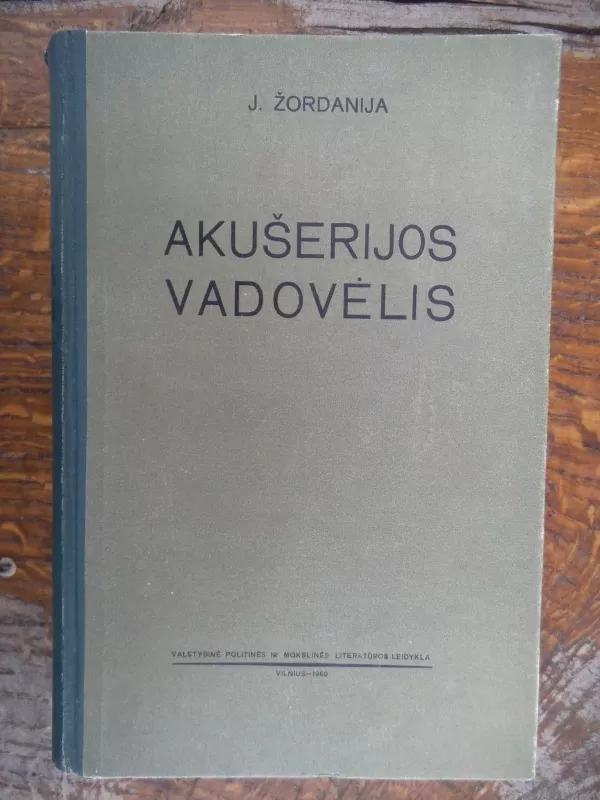 J. ŽORDANIJA
AKUŠERIJOS
VADOVĖLIS
VALSTYBINĖ POLITINĖS IR MOKSLINĖS LITERATŪROS LEIDYKLA
VILNIUS—1960